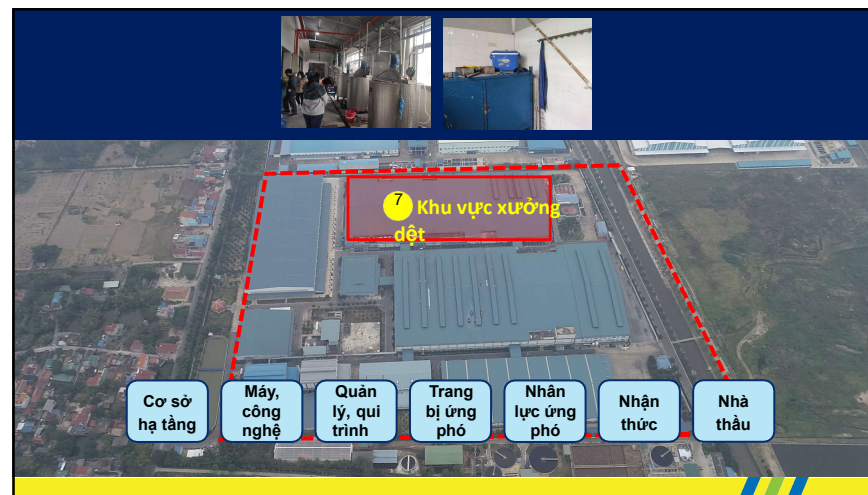 7
Khu vực xưởng
dệt
Cơ sở
hạ tầng
Máy,
công
nghệ
Quản
lý, qui
trình
Trang
bị ứng
phó
Nhân
lực ứng
phó
Nhận
thức
Nhà
thầu